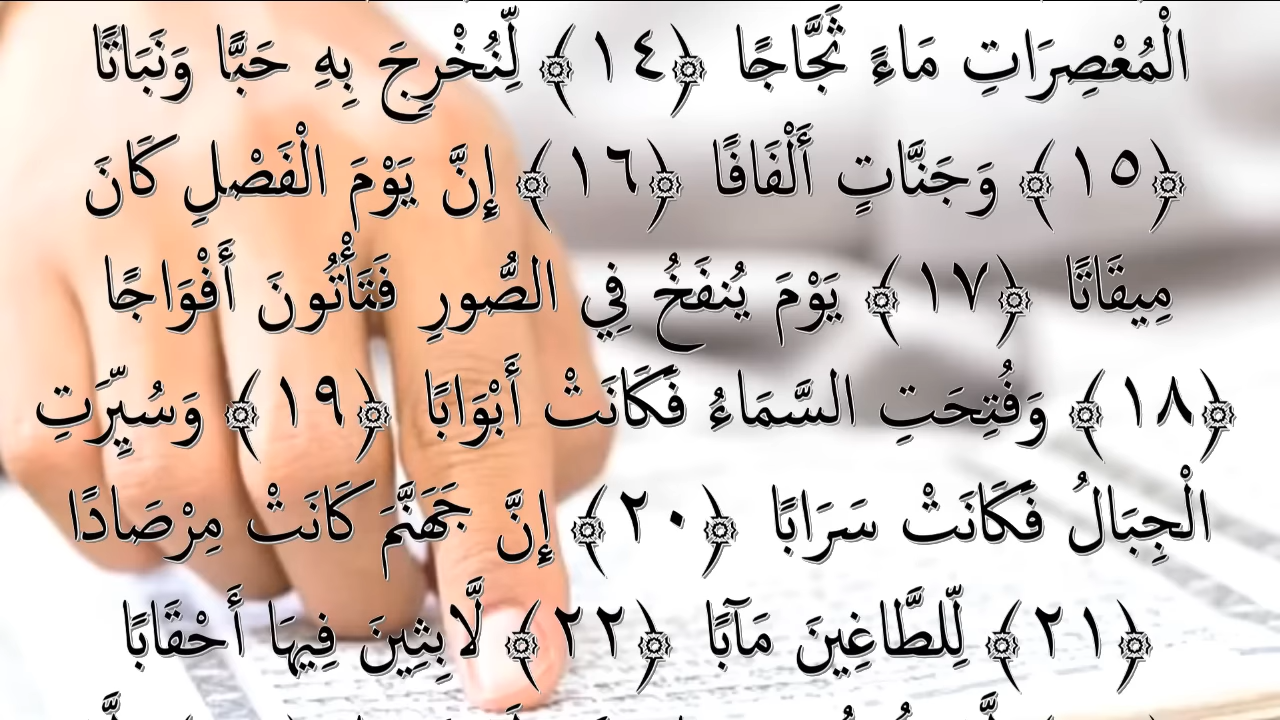 الْمُعْصِرَاتِ مَاءً ثَجَّاجًا ﴿١٤﴾ لِّنُخْرِجَ بِهِ حَبًّا وَنَبَاتًا
﴿١٥﴾ وَجَنَّاتٍ أَلْفَافًا ﴿١٦﴾ إِنَّ يَوْمَ الْفَصْلِ كَانَ
مِيقَاتًا ﴿١٧﴾ يَوْمَ يُنفَخُ فِي الصُّورِ فَتَأْتُونَ أَفْوَاجًا
﴿١٨﴾ وَفُتِحَتِ السَّمَاءُ فَكَانَتْ أَبْوَابًا ﴿١٩﴾ وَسُيِّرَتِ
الْجِبَالُ فَكَانَتْ سَرَابًا ﴿٢٠﴾ إِنَّ جَهَنَّمَ كَانَتْ مِرْصَادًا
﴿٢١﴾ لِّلطَّاغِينَ مَآبًا ﴿٢٢﴾ لَّابِثِينَ فِيهَا أَحْقَابًا